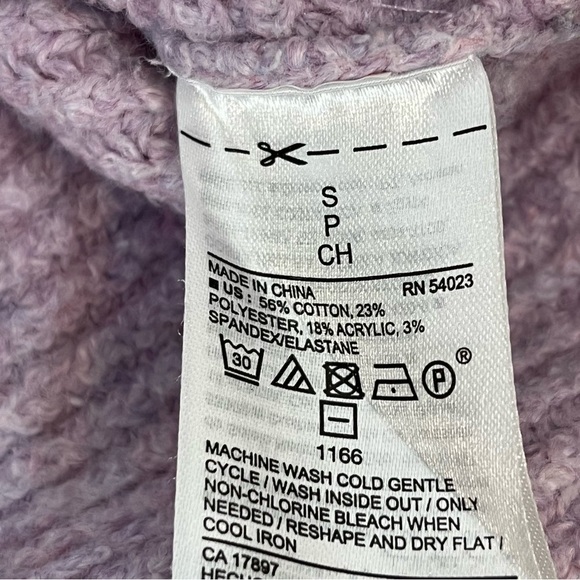 S
P
CH
MADE IN CHINA RN 54023
US : 56% COTTON, 23%
POLYESTER, 18% ACRYLIC, 3%
SPANDEX/ELASTANE
30 P ®
1166
MACHINE WASH COLD GENTLE
CYCLE / WASH INSIDE OUT / ONLY
NON-CHLORINE BLEACH WHEN
NEEDED / RESHAPE AND DRY FLAT /
COOL IRON
CA 17897